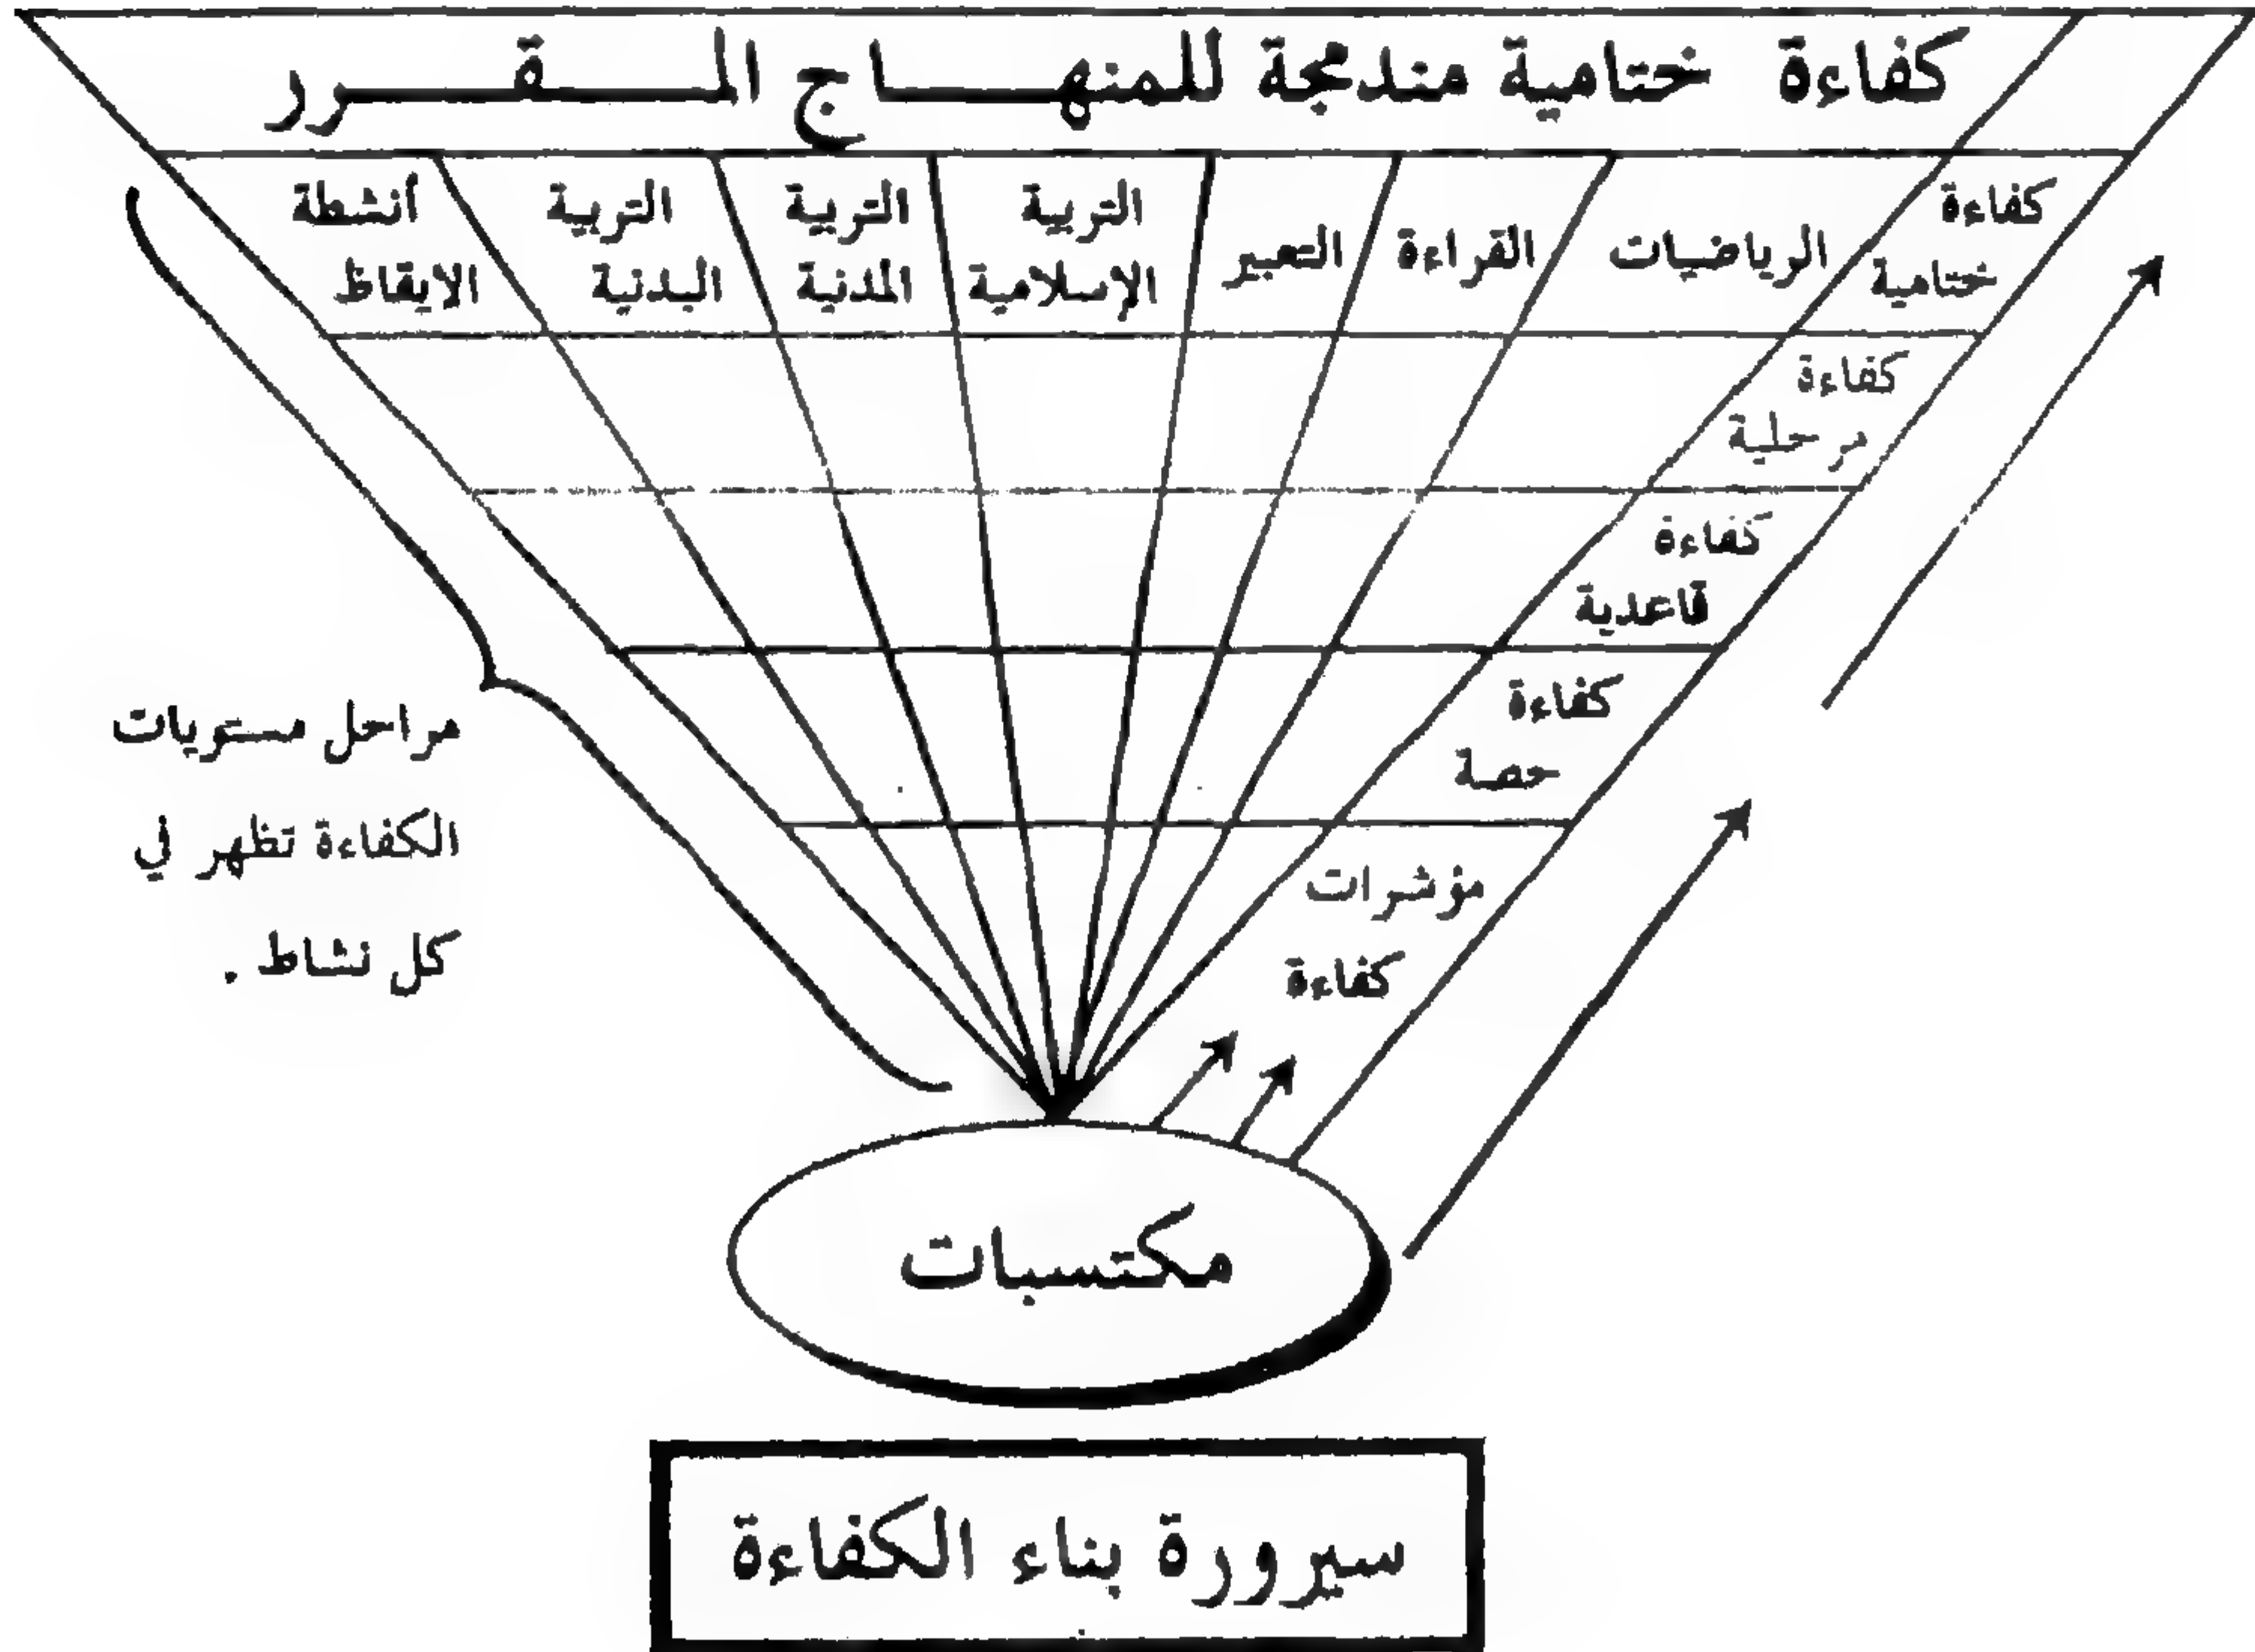 كفاءة ختامية مندمجة للمنهاج المقرر
كفاءة
ختامية
الرياضيات
القراءة
التعبير
التربية
الإسلامية
التربية
المدنية
التربية
البدنية
أنشطة
الايقاظ
كفاءة
مرحلية
كفاءة
قاعدية
كفاءة
حصة
مؤشرات
كفاءة
مراحل مستويات
الكفاءة تظهر في
كل نشاط .
مكتسبات
سيرورة بناء الكفاءة